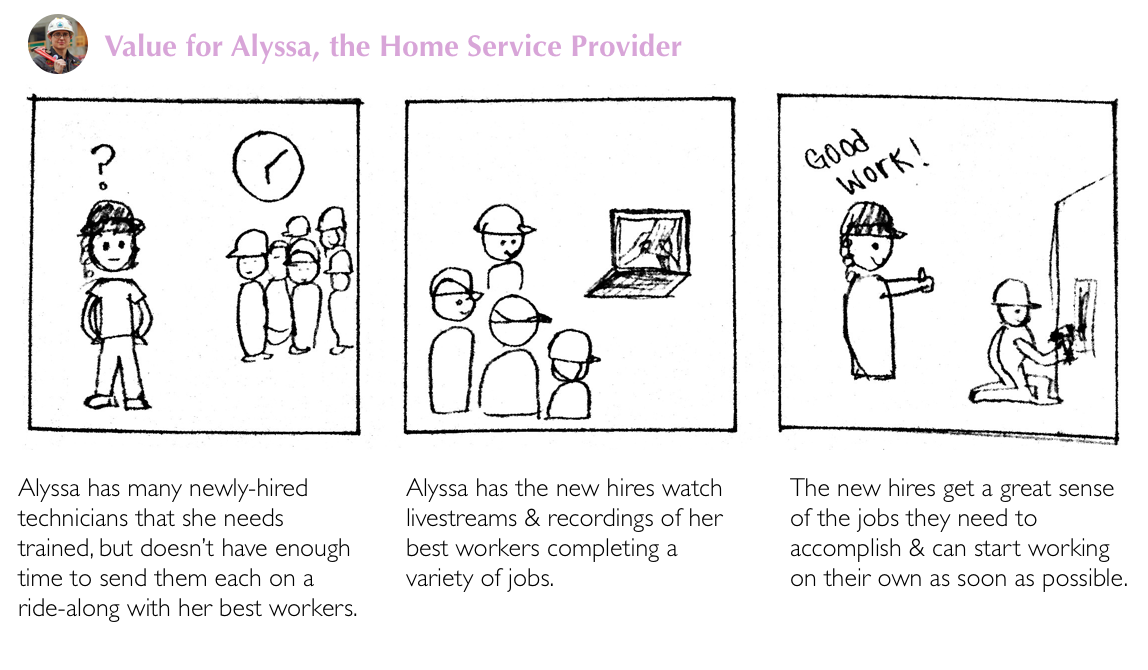 Value for Alyssa, the Home Service Provider
?
Alyssa has many newly-hired
technicians that she needs
trained, but doesn't have enough
time to send them each on a
ride-along with her best workers.
Alyssa has the new hires watch
livestreams & recordings of her
best workers completing a
variety of jobs.
GOOD
WORK!
The new hires get a great sense
of the jobs they need to
accomplish & can start working
on their own as soon as possible.